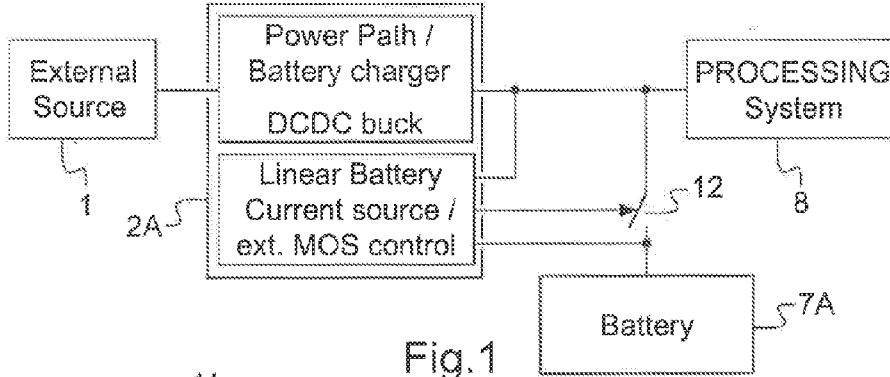 External
Source
1
Power Path /
Battery charger
DCDC buck
Linear Battery
Current source /
ext. MOS control
2A
PROCESSING
System
8
12
Battery
7A
Fig.1